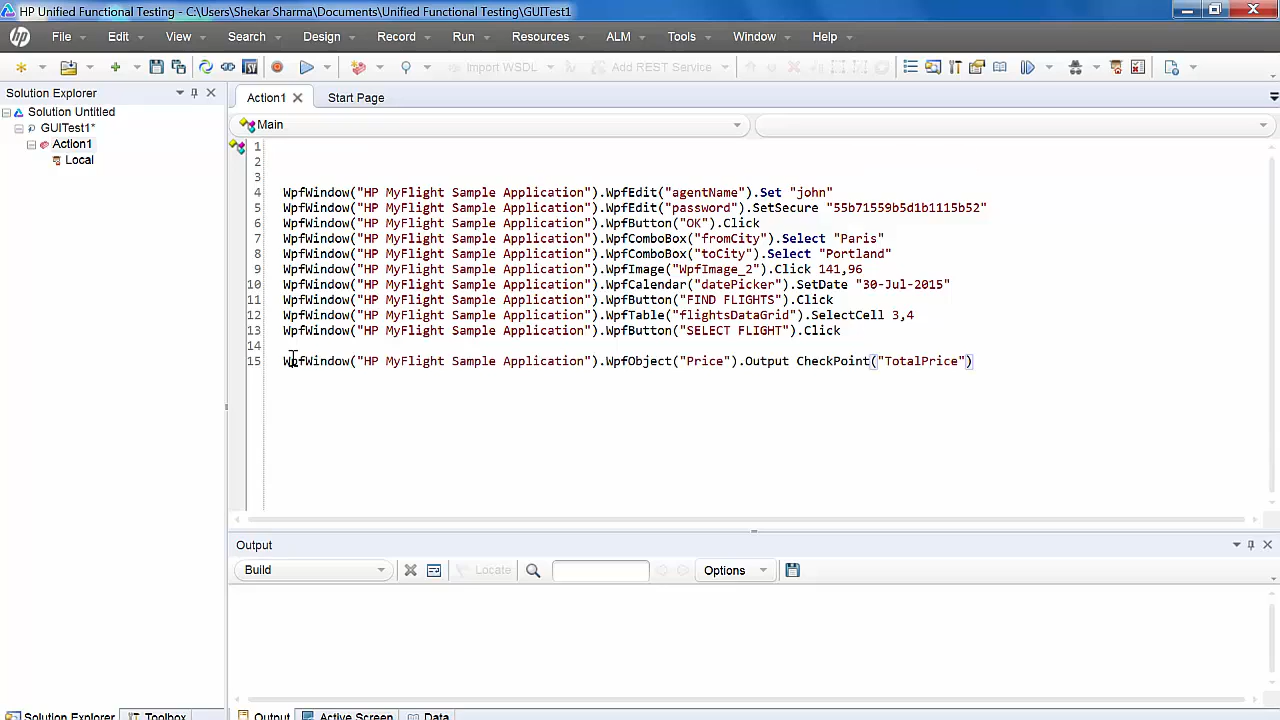 HP Unified Functional Testing - C:\Users\Shekar Sharma\Documents\Unified Functional Testing\GUITest1
File Edit View Search Design Record Run Resources ALM Tools Window Help
Import WSDL Add REST Service
Solution Explorer
Solution Untitled
GUITest1*
Action1
Local
Action1 Start Page
Main
1
2
3
4 WpfWindow("HP MyFlight Sample Application").WpfEdit("agentName").Set "john"
5 WpfWindow("HP MyFlight Sample Application").WpfEdit("password").SetSecure "55b71559b5d1b1115b52"
6 WpfWindow("HP MyFlight Sample Application").WpfButton("OK").Click
7 WpfWindow("HP MyFlight Sample Application").WpfComboBox("fromCity").Select "Paris"
8 WpfWindow("HP MyFlight Sample Application").WpfComboBox("toCity").Select "Portland"
9 WpfWindow("HP MyFlight Sample Application").WpfImage("WpfImage_2").Click 141,96
10 WpfWindow("HP MyFlight Sample Application").WpfCalendar("datePicker").SetDate "30-Jul-2015"
11 WpfWindow("HP MyFlight Sample Application").WpfButton("FIND FLIGHTS").Click
12 WpfWindow("HP MyFlight Sample Application").WpfTable("flightsDataGrid").SelectCell 3,4
13 WpfWindow("HP MyFlight Sample Application").WpfButton("SELECT FLIGHT").Click
14
15 WpfWindow("HP MyFlight Sample Application").WpfObject("Price").Output CheckPoint("TotalPrice")
Output
Build Locate Options
Solution Explorer Toolbox Output Active Screen Data